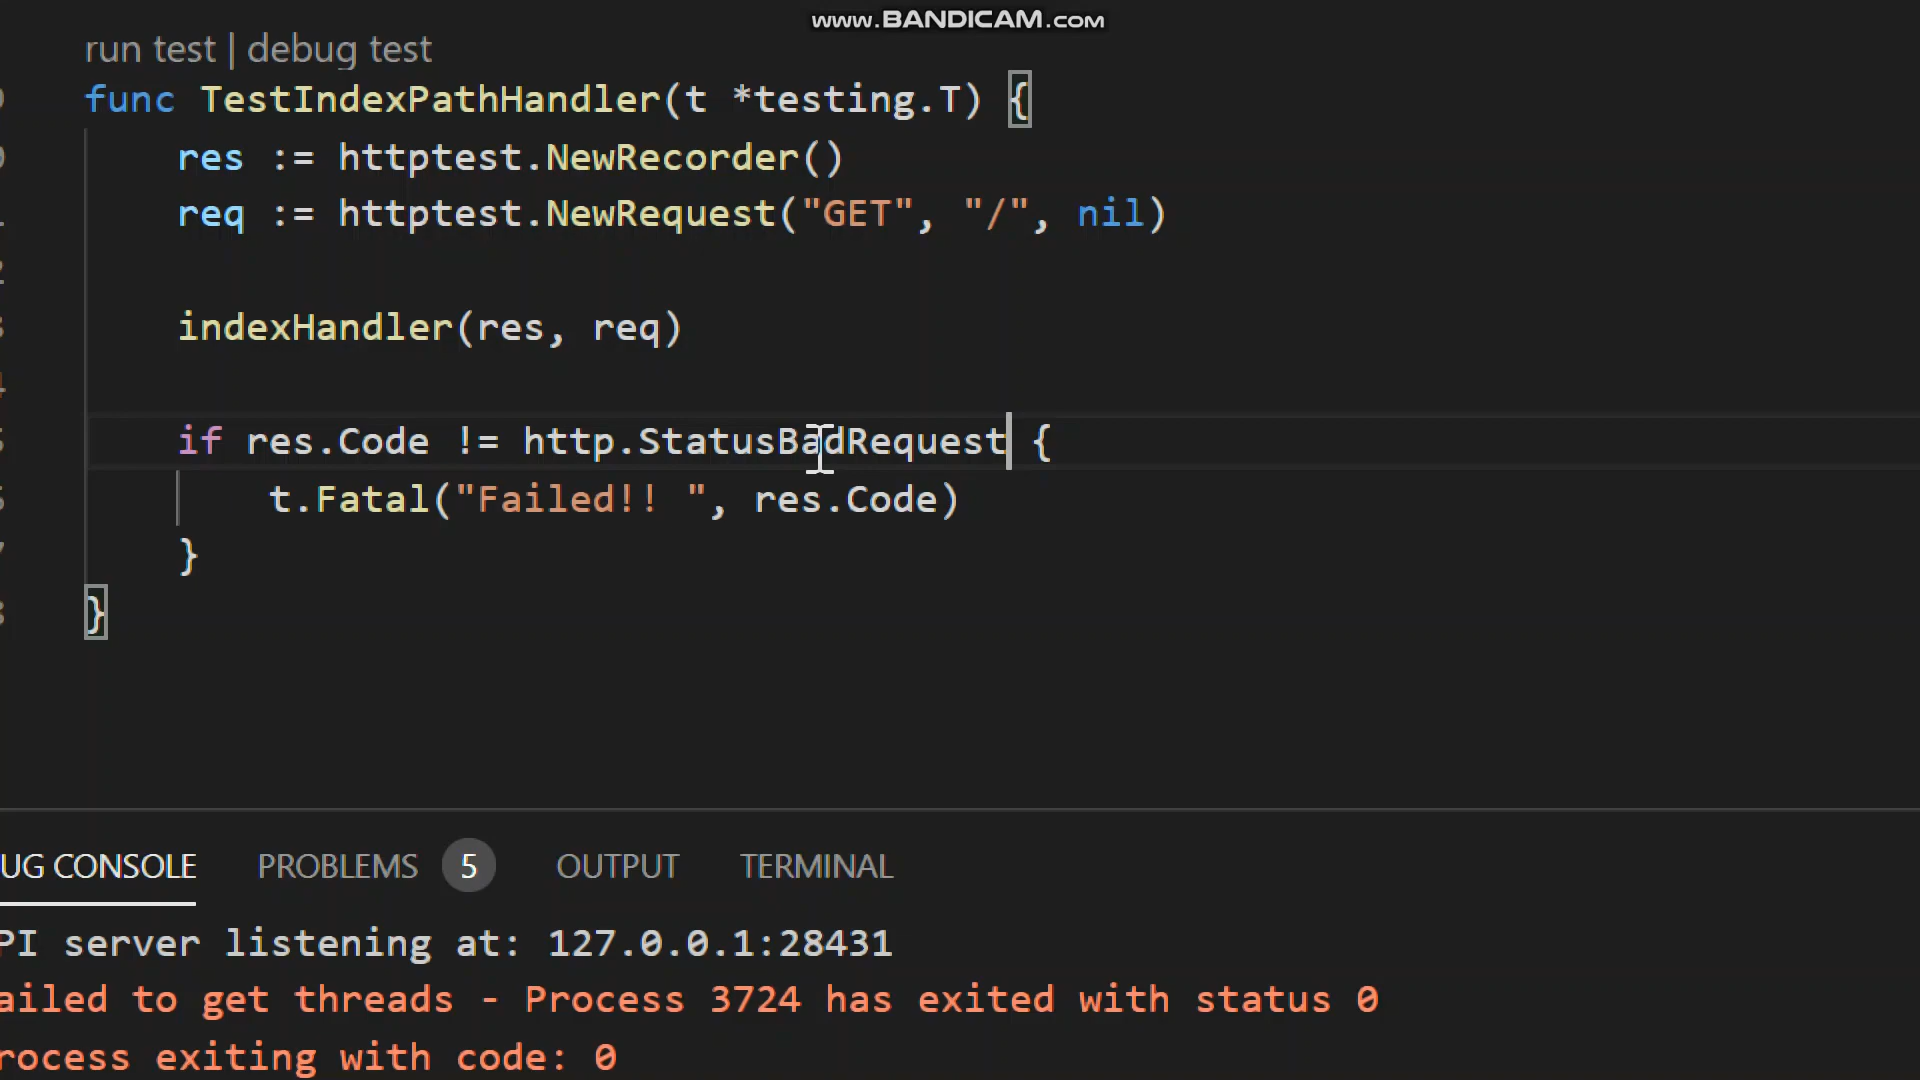 www.BANDICAM.com
run test | debug test
func TestIndexPathHandler(t *testing.T) {
res := httptest.NewRecorder()
req := httptest.NewRequest("GET", "/", nil)
indexHandler(res, req)
if res.Code != http.StatusBadRequest {
t.Fatal("Failed!! ", res.Code)
}
}
UG CONSOLE PROBLEMS 5 OUTPUT TERMINAL
PI server listening at: 127.0.0.1:28431
ailed to get threads - Process 3724 has exited with status 0
rocess exiting with code: 0